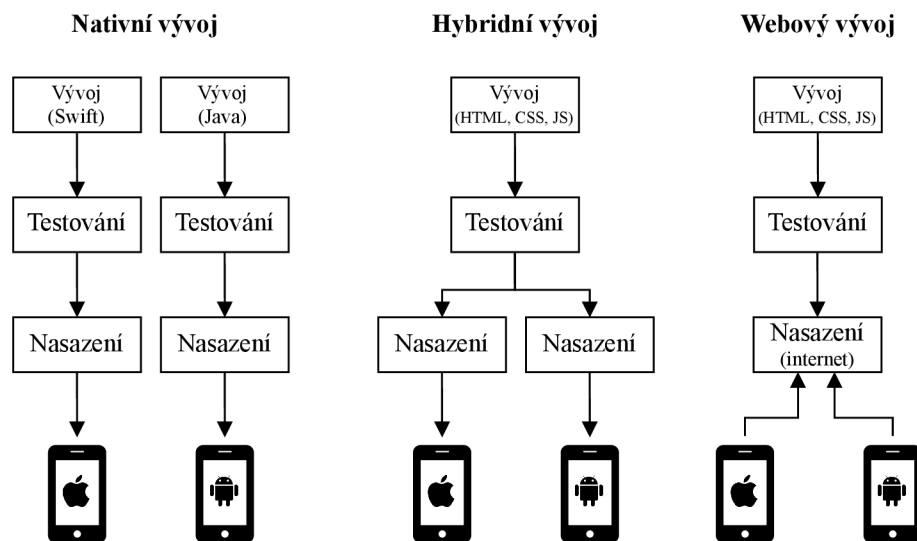 Nativní vývoj
Vývoj
(Swift)
Vývoj
(Java)
Testování
Testování
Nasazení
Nasazení
Hybridní vývoj
Vývoj
(HTML, CSS, JS)
Testování
Nasazení
Nasazení
Webový vývoj
Vývoj
(HTML, CSS, JS)
Testování
Nasazení
(internet)